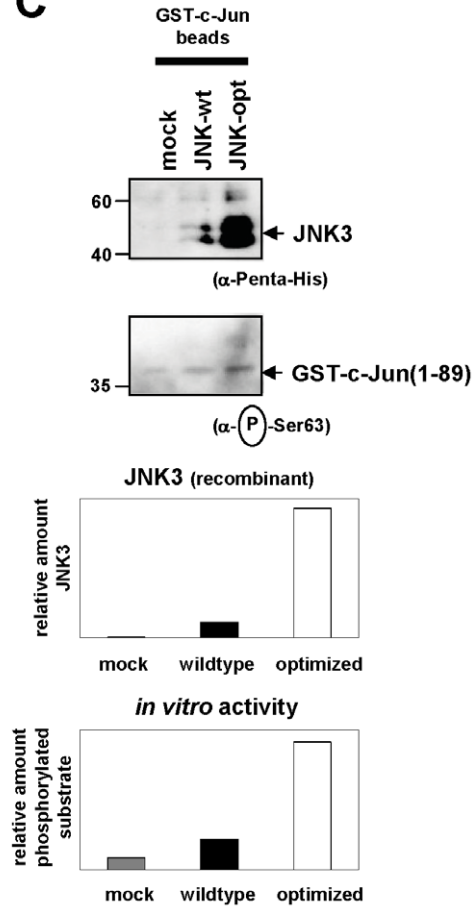 C
GST-c-Jun
beads
mock
JNK-wt
JNK-opt
60
40
JNK3
(α-Penta-His)
35
GST-c-Jun(1-89)
(α-P-Ser63)
JNK3 (recombinant)
relative amount
JNK3
mock wildtype optimized
in vitro activity
relative amount
phosphorylated
substrate
mock wildtype optimized